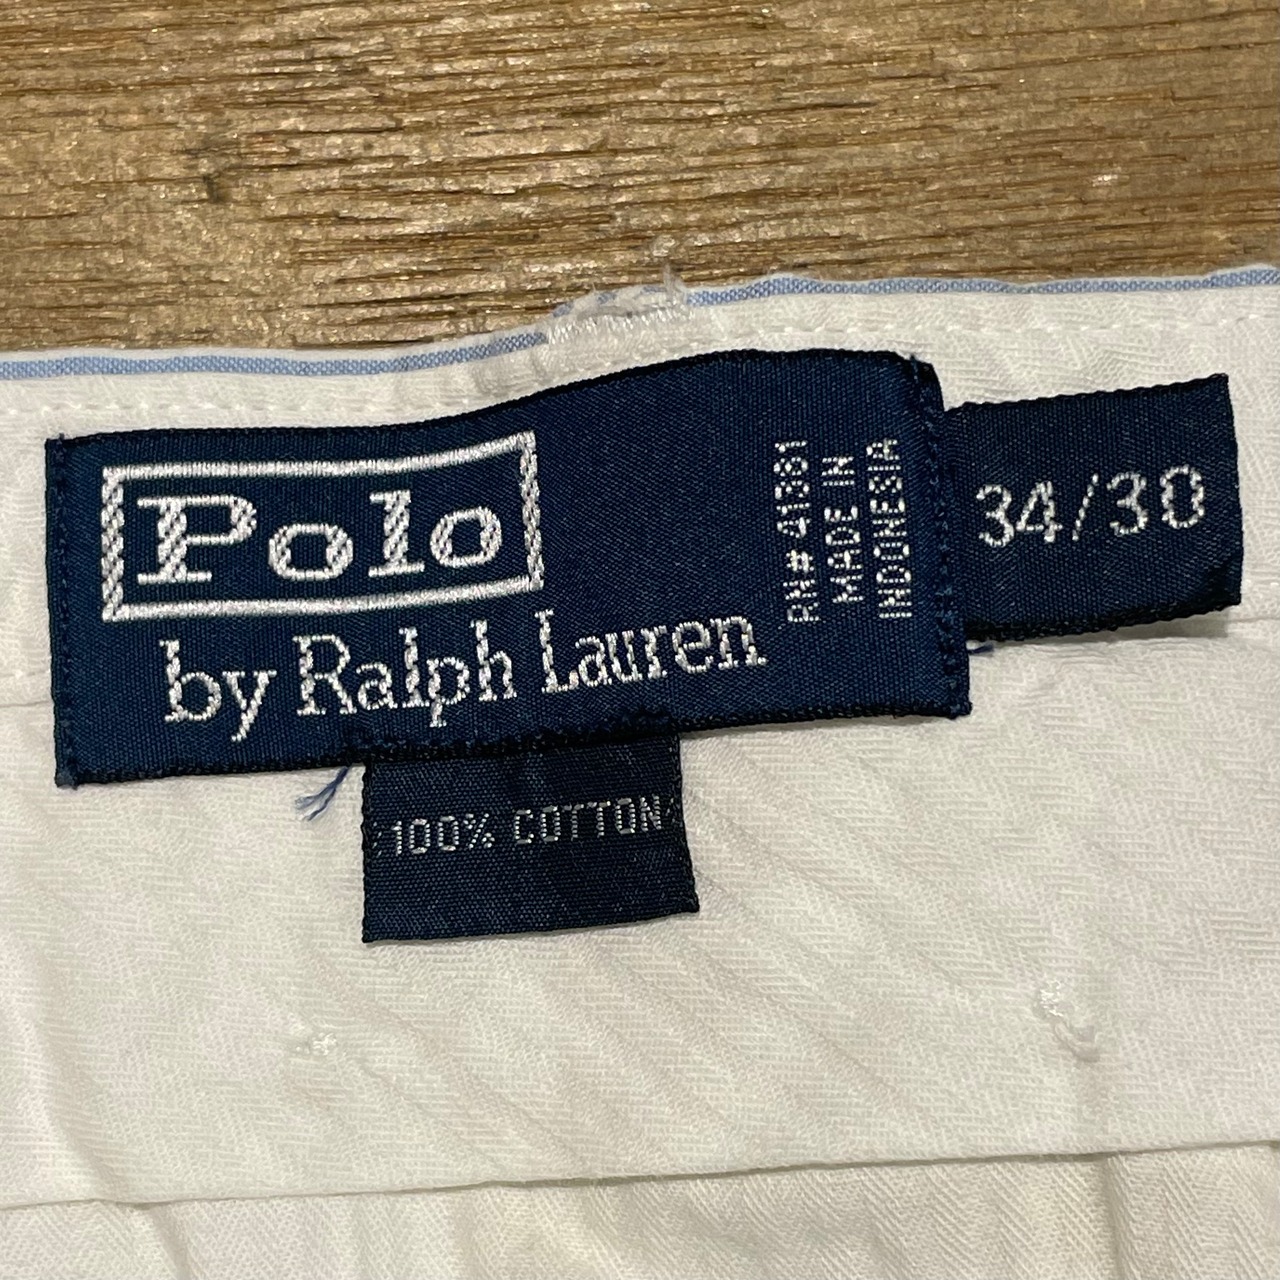 Polo
by Ralph Lauren
RN# 41381
MADE IN
INDONESIA
34/30
100% COTTON